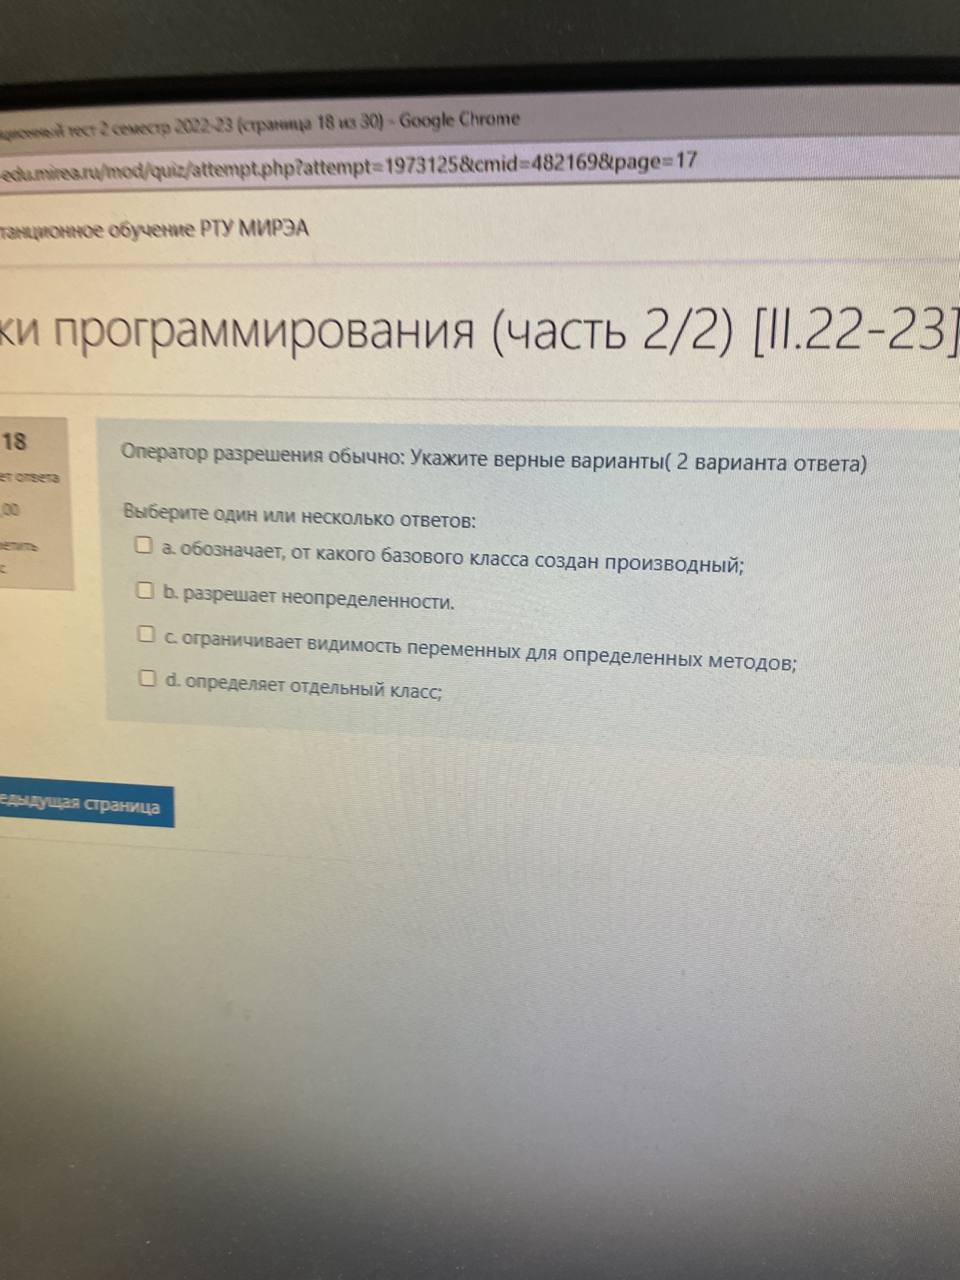 тест 2 семестр 2022-23 (страница 18 из 30) - Google Chrome
edu.mirea.ru/mod/quiz/attempt.php?attempt=1973125&cmid=482169&page=17
танционное обучение РТУ МИРЭА
ки программирования (часть 2/2) [II.22-23]
18
ет ответа
,00
Оператор разрешения обычно: Укажите верные варианты( 2 варианта ответа)
Выберите один или несколько ответов:
a. обозначает, от какого базового класса создан производный;
b. разрешает неопределенности.
c. ограничивает видимость переменных для определенных методов;
d. определяет отдельный класс;
едыдущая страница